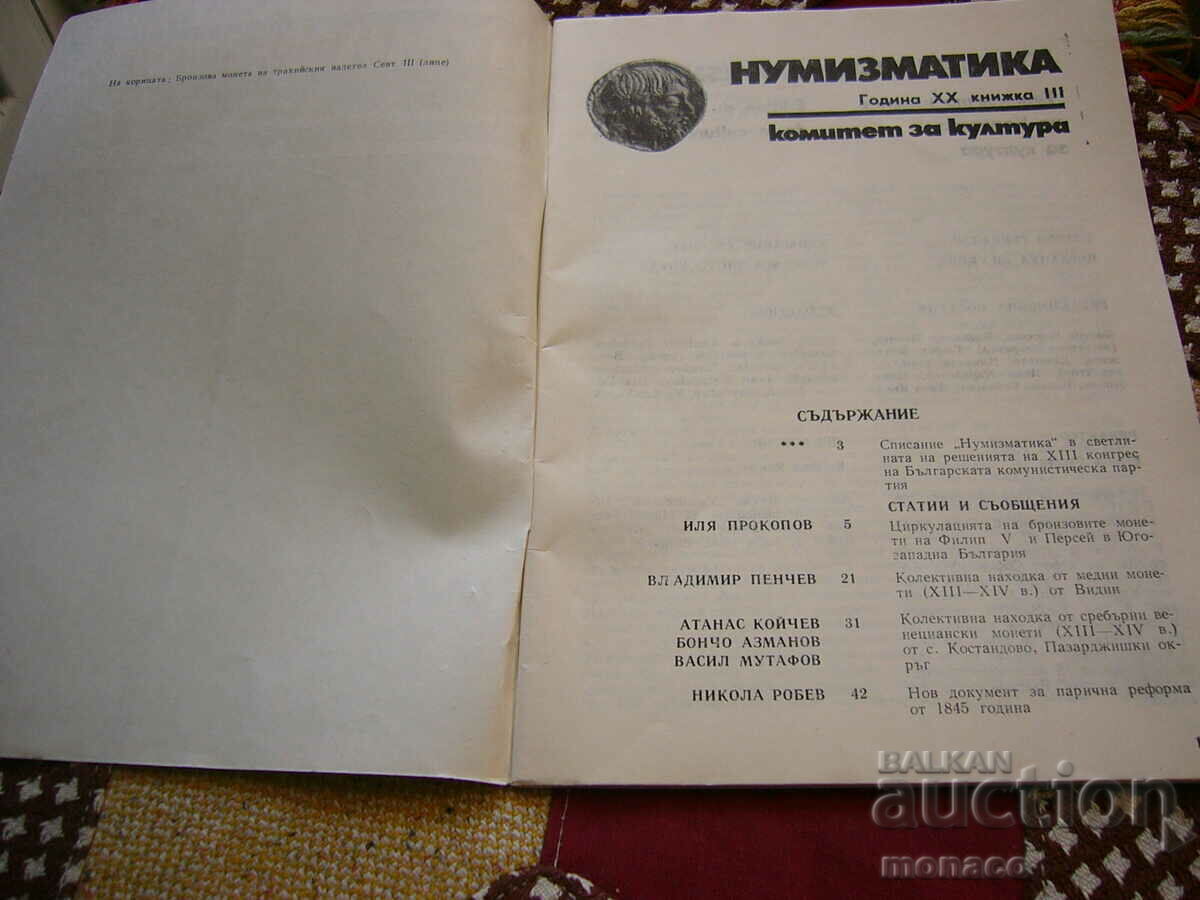 На корицата: Бронзова монета на тракийския владетел Севт III (лице)
НУМИЗМАТИКА
Година XX книжка III
комитет за култура
СЪДЪРЖАНИЕ
*** 3 Списание „Нумизматика“ в светли-
ната на решенията на XIII конгрес
на Българската комунистическа пар-
тия
СТАТИИ И СЪОБЩЕНИЯ
ИЛЯ ПРОКОПОВ 5 Циркулацията на бронзовите моне-
ти на Филип V и Персей в Юго-
западна България
ВЛАДИМИР ПЕНЧЕВ 21 Колективна находка от медни моне-
ти (XIII—XIV в.) от Видин
АТАНАС КОЙЧЕВ 31 Колективна находка от сребърни ве-
БОНЧО АЗМАНОВ нециански монети (XIII—XIV в.)
ВАСИЛ МУТАФОВ от с. Костандово, Пазарджишки ок-
ръг
НИКОЛА РОБЕВ 42 Нов документ за парична реформа
от 1845 година
BALKAN
auction
monaco